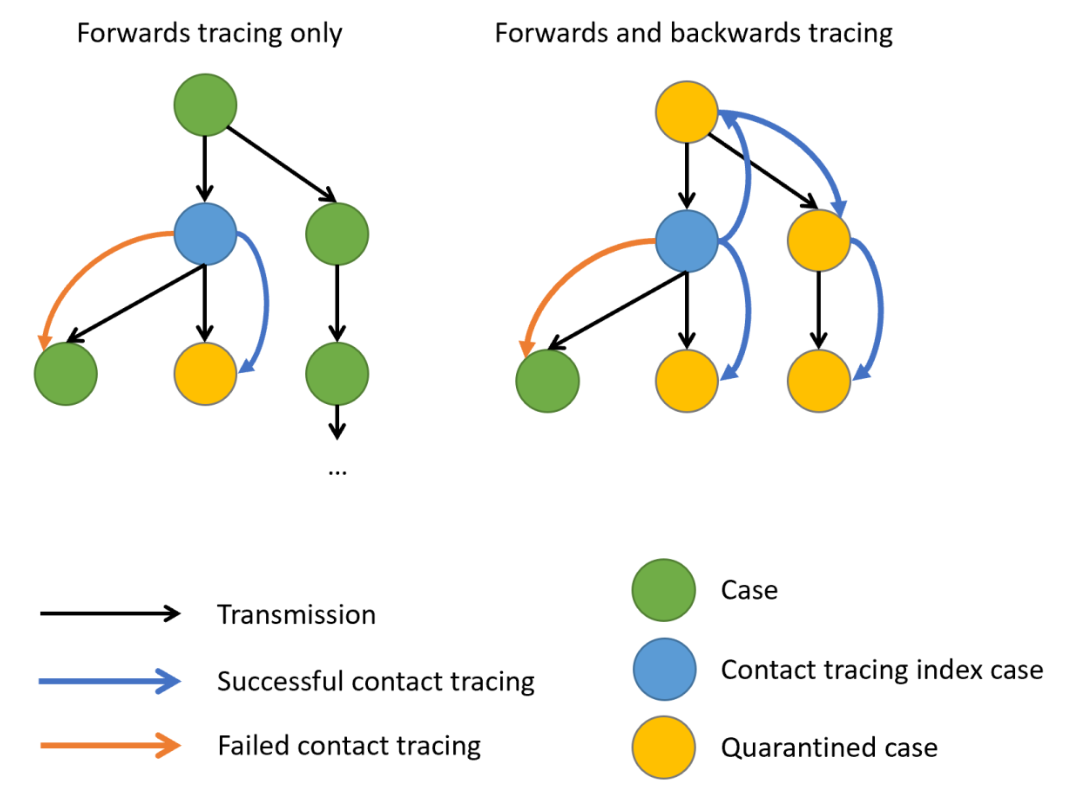 Forwards tracing only
Forwards and backwards tracing
...
Transmission
Successful contact tracing
Failed contact tracing
Case
Contact tracing index case
Quarantined case